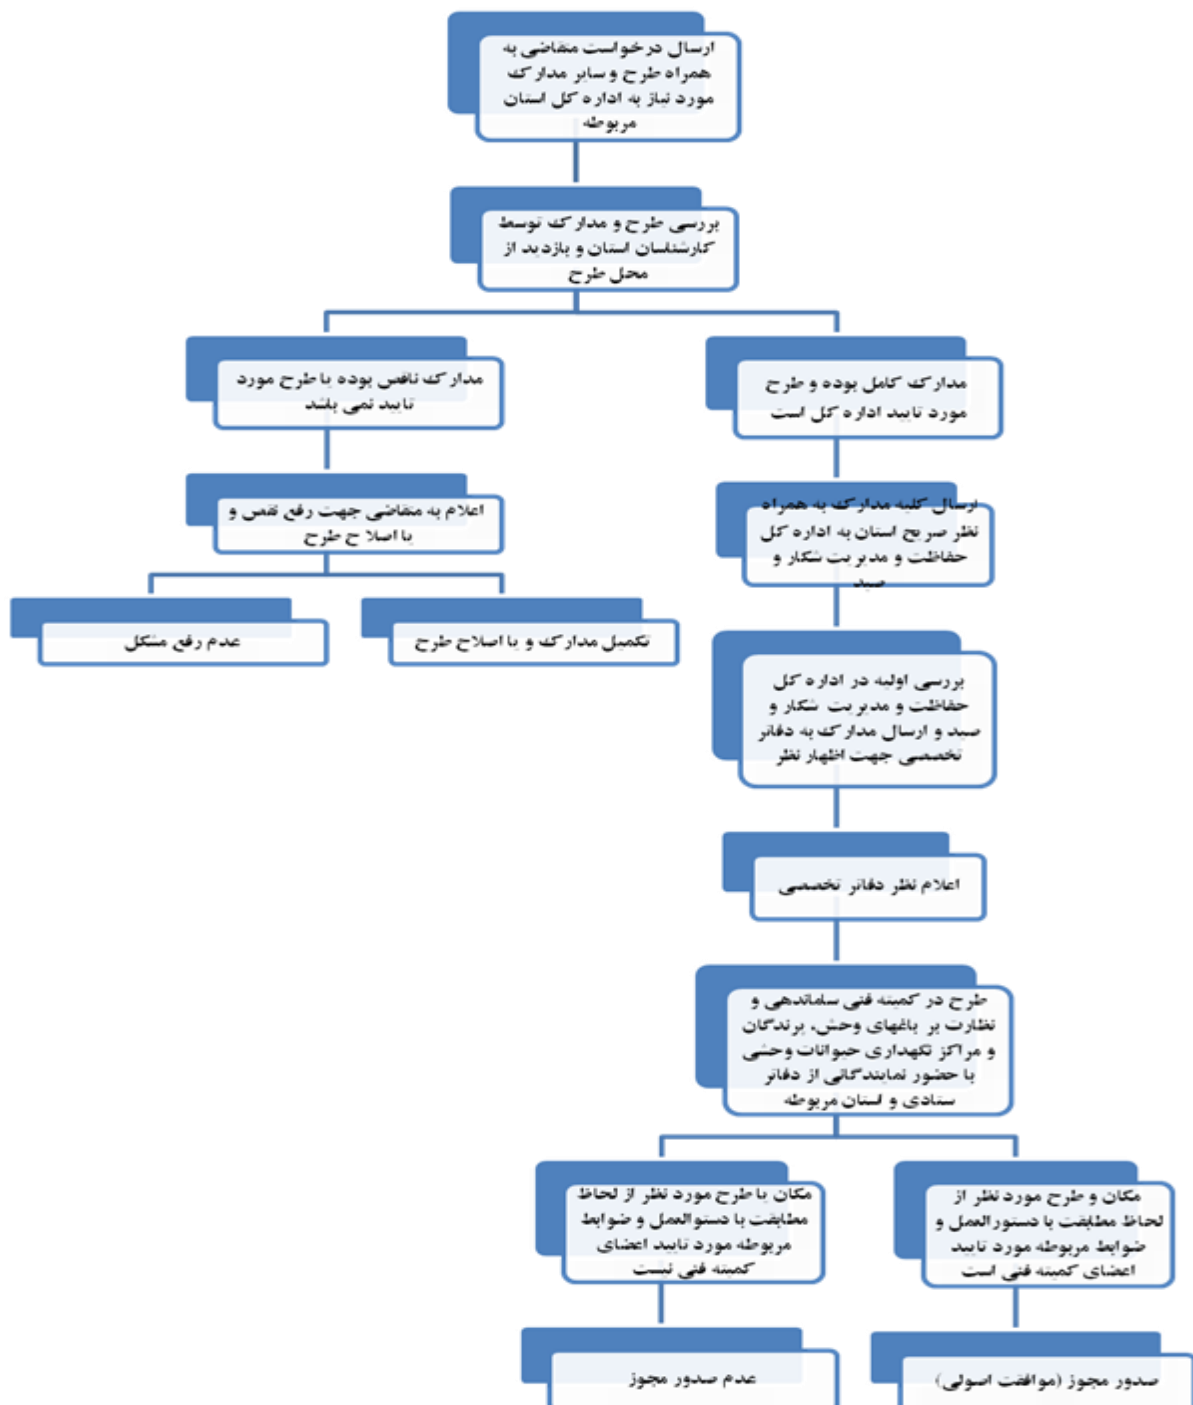 ارسال درخواست متقاضی به
همراه طرح و سایر مدارک
مورد نیاز به اداره کل استان
مربوطه
بررسی طرح و مدارک توسط
کارشناسان استان و بازدید از
محل طرح
مدارک کامل بوده و طرح
مورد تایید اداره کل است
مدارک ناقص بوده یا طرح مورد
تایید نمی باشد
ارسال کلیه مدارک به همراه
نظر صریح استان به اداره کل
حفاظت و مدیریت شکار و
صید
اعلام به متقاضی جهت رفع نقص و
یا اصلاح طرح
تکمیل مدارک و یا اصلاح طرح
عدم رفع مشکل
بررسی اولیه در اداره کل
حفاظت و مدیریت شکار و
صید و ارسال مدارک به دفاتر
تخصصی جهت اظهار نظر
اعلام نظر دفاتر تخصصی
طرح در کمیته فنی ساماندهی و
نظارت بر باغهای وحش، پرندگان
و مراکز نگهداری حیوانات وحشی
با حضور نمایندگانی از دفاتر
ستادی و استان مربوطه
مکان و طرح مورد نظر از
لحاظ مطابقت با دستورالعمل و
ضوابط مربوطه مورد تایید
اعضای کمیته فنی است
مکان یا طرح مورد نظر از لحاظ
مطابقت با دستوالعمل و ضوابط
مربوطه مورد تایید اعضای
کمیته فنی نیست
صدور مجوز (موافقت اصولی)
عدم صدور مجوز